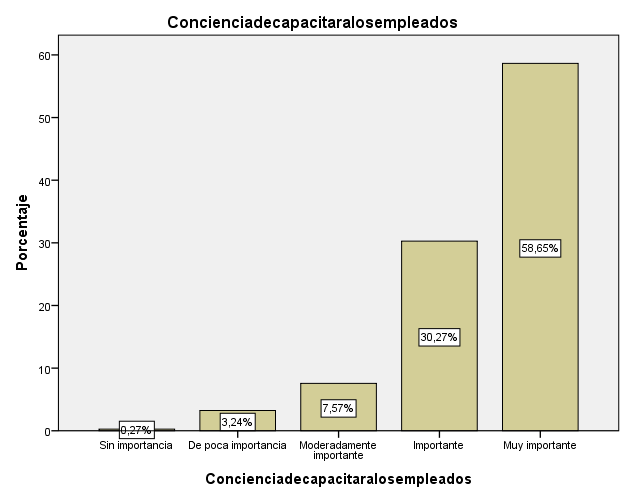 Concienciadecapacitaralosempleados
Porcentaje
60
50
40
30
20
10
0
0,27%
3,24%
7,57%
30,27%
58,65%
Sin importancia
De poca importancia
Moderadamente
importante
Importante
Muy importante
Concienciadecapacitaralosempleados